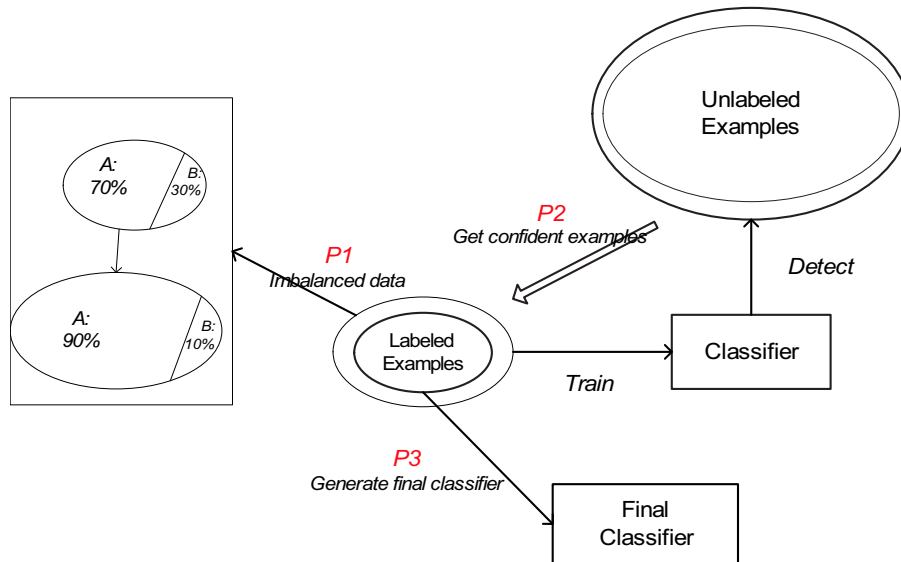 Unlabeled
Examples
A:
70%
B:
30%
P2
Get confident examples
P1
Imbalanced data
Detect
A:
90%
B:
10%
Labeled
Examples
Classifier
Train
P3
Generate final classifier
Final
Classifier